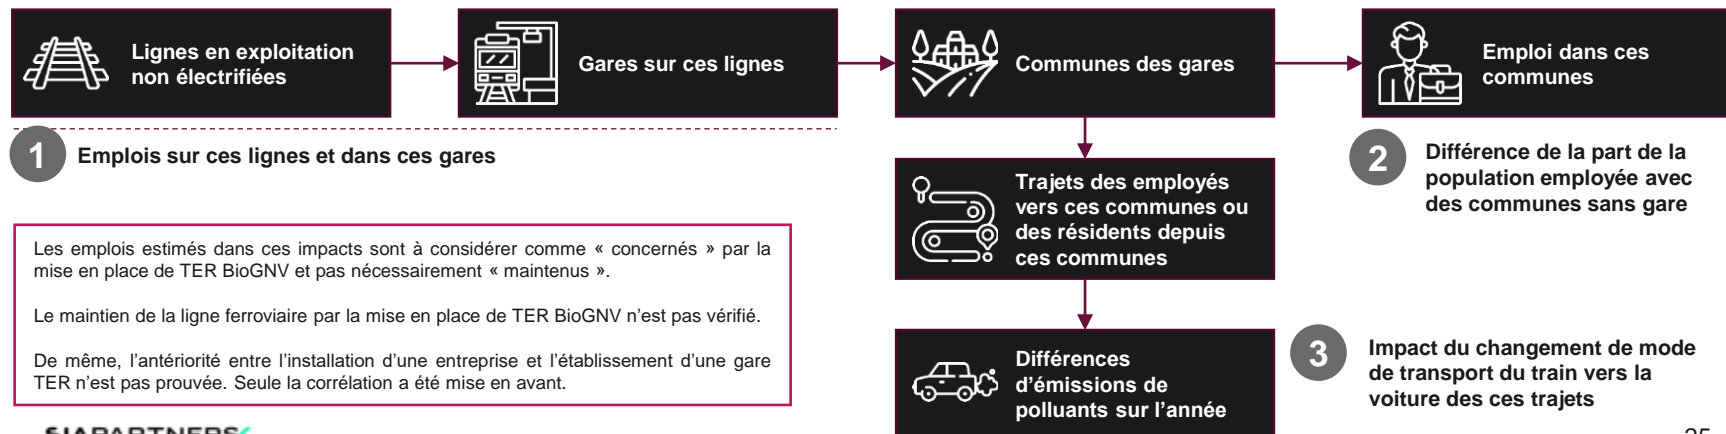 Lignes en exploitation
non électrifiées
Gares sur ces lignes
Communes des gares
Emploi dans ces
communes
1
Emplois sur ces lignes et dans ces gares
2
Différence de la part de la
population employée avec
des communes sans gare
Trajets des employés
vers ces communes ou
des résidents depuis
ces communes
Les emplois estimés dans ces impacts sont à considérer comme « concernés » par la
mise en place de TER BioGNV et pas nécessairement « maintenus ».
Le maintien de la ligne ferroviaire par la mise en place de TER BioGNV n’est pas vérifié.
De même, l’antériorité entre l’installation d’une entreprise et l’établissement d’une gare
TER n’est pas prouvée. Seule la corrélation a été mise en avant.
Différences
d’émissions de
polluants sur l’année
3
Impact du changement de mode
de transport du train vers la
voiture des ces trajets
SIAPARTNERS